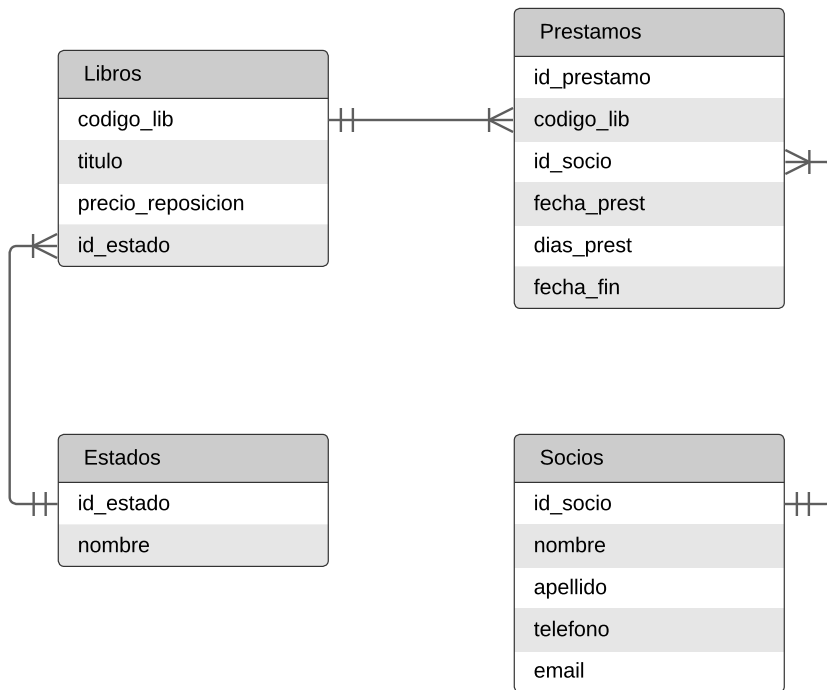 Libros
codigo_lib
titulo
precio_reposicion
id_estado
Prestamos
id_prestamo
codigo_lib
id_socio
fecha_prest
dias_prest
fecha_fin
Estados
id_estado
nombre
Socios
id_socio
nombre
apellido
telefono
email